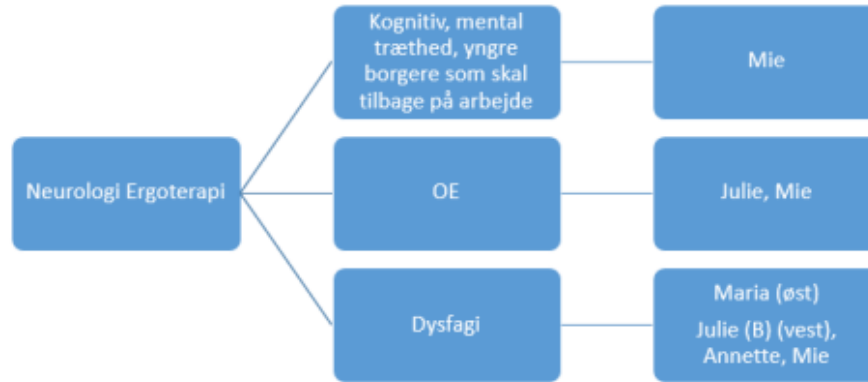 Kognitiv, mental
træthed, yngre
borgere som skal
tilbage på arbejde
Mie
Neurologi Ergoterapi
OE
Julie, Mie
Dysfagi
Maria (øst)
Julie (B) (vest),
Annette, Mie